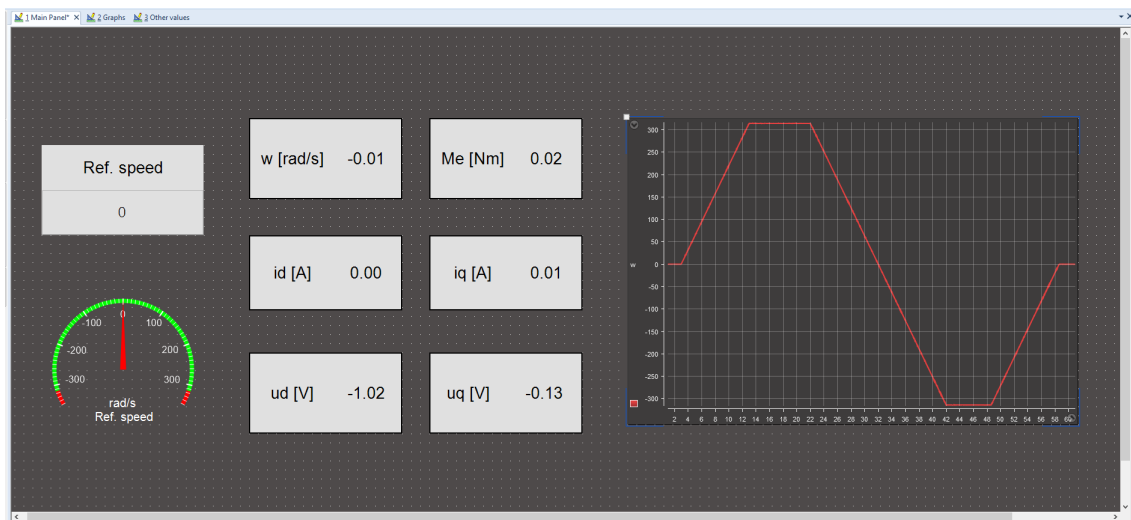 1 Main Panel* X 2 Graphs 3 Other values
Ref. speed
0
w [rad/s] -0.01
Me [Nm] 0.02
id [A] 0.00
iq [A] 0.01
ud [V] -1.02
uq [V] -0.13
-300 -200 -100 0 100 200 300
rad/s
Ref. speed
300
250
200
150
100
50
w 0
-50
-100
-150
-200
-250
-300
2 4 6 8 10 12 14 16 18 20 22 24 26 28 30 32 34 36 38 40 42 44 46 48 50 52 54 56 58 60